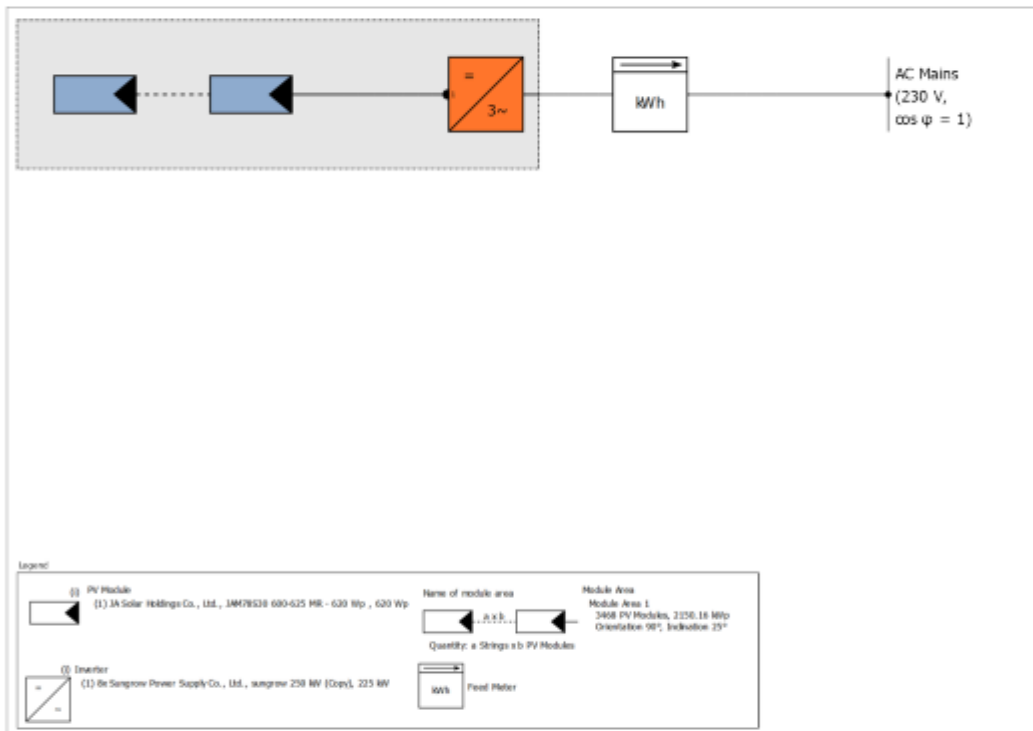 =
3~
kWh
AC Mains
(230 V,
cos φ = 1)
Legend
(i) PV Module
(1) JA Solar Holdings Co., Ltd., JAM78S30 600-625 MR - 620 Wp , 620 Wp
Name of module area
a x b
Quantity: a Strings x b PV Modules
Module Area
Module Area 1
3468 PV Modules, 2150.16 kWp
Orientation 90°, Inclination 25°
(i) Inverter
(1) 8x Sungrow Power Supply Co., Ltd., sungrow 250 kW (Copy), 225 kW
=
~
kWh
Feed Meter